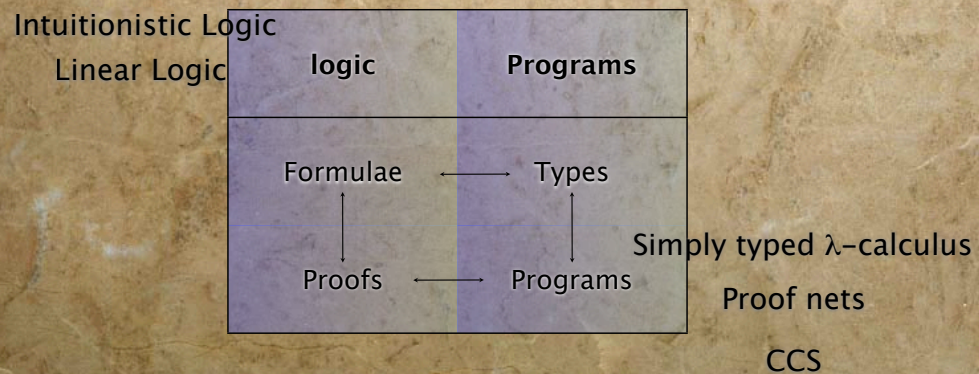 Intuitionistic Logic
Linear Logic
logic Programs
Formulae Types
Proofs Programs
Simply typed λ-calculus
Proof nets
CCS